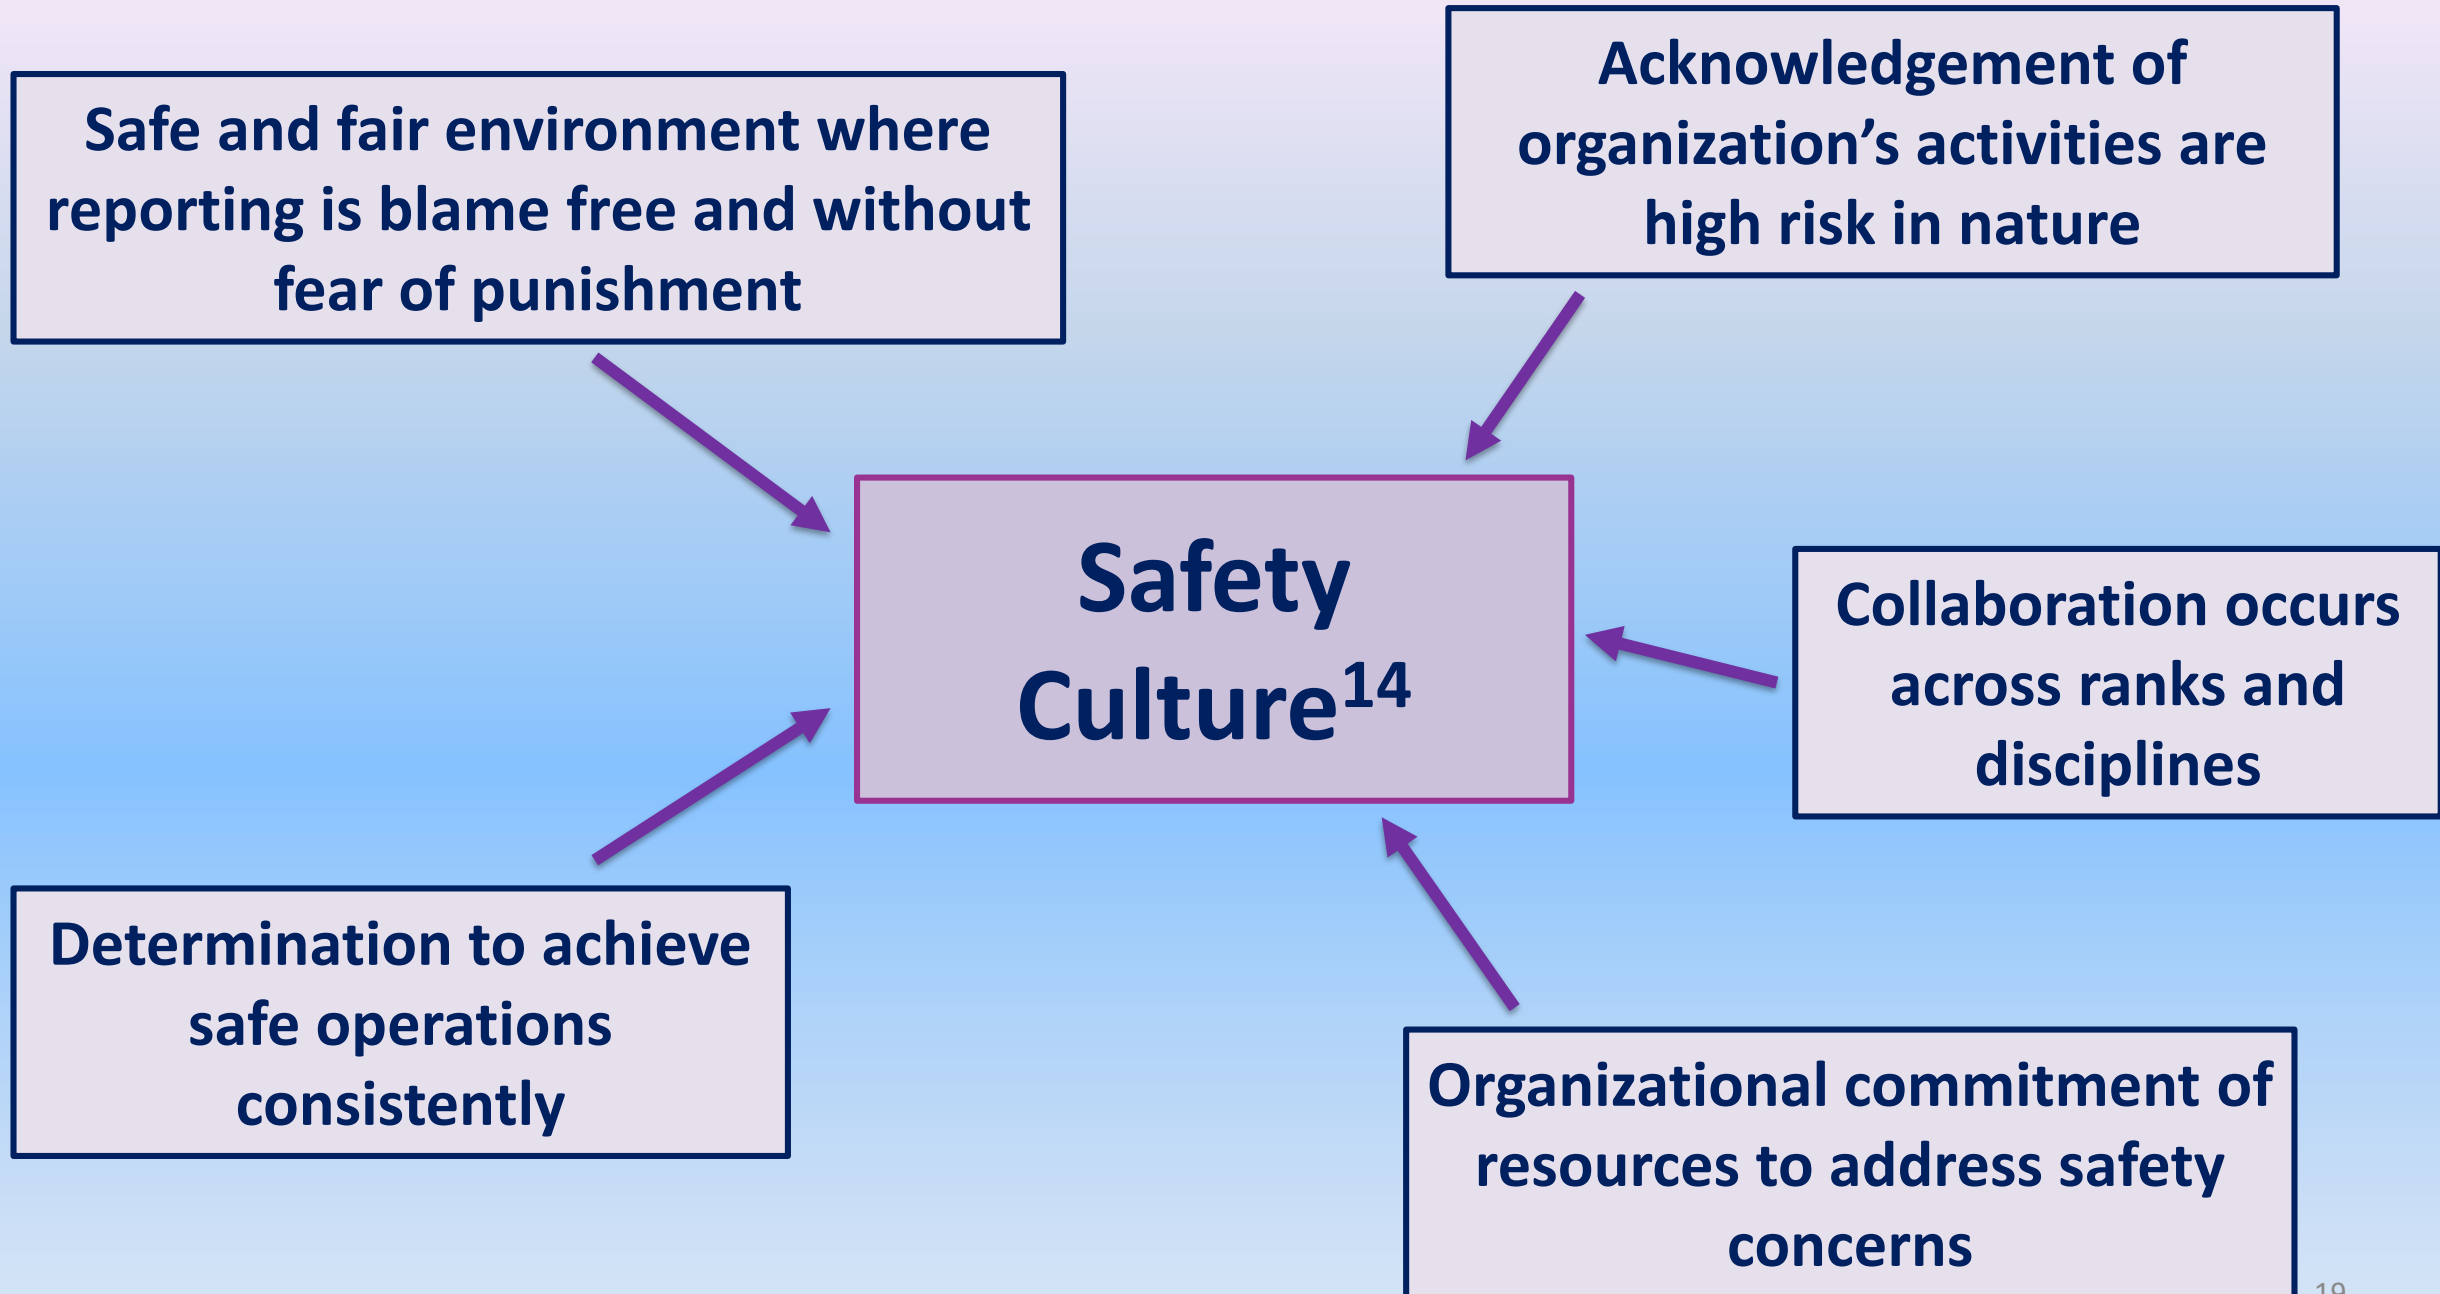 Safe and fair environment where
reporting is blame free and without
fear of punishment
Acknowledgement of
organization’s activities are
high risk in nature
Safety
Culture¹⁴
Collaboration occurs
across ranks and
disciplines
Determination to achieve
safe operations
consistently
Organizational commitment of
resources to address safety
concerns
19